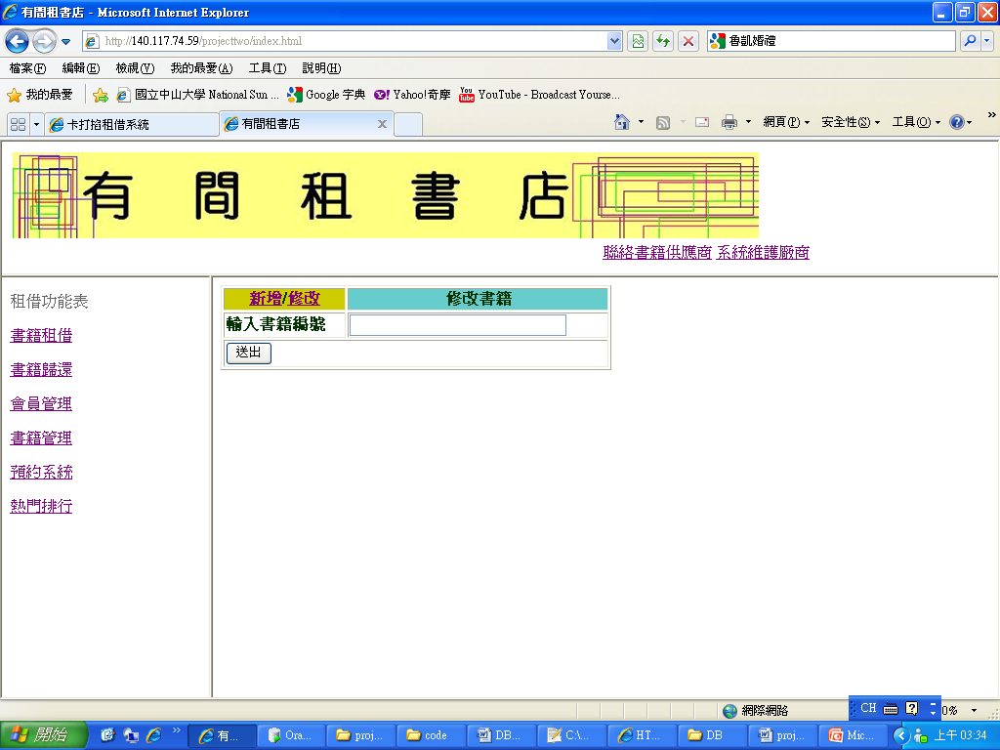 有間租書店 - Microsoft Internet Explorer
http://140.117.74.59/projecttwo/index.html
魯凱婚禮
檔案(F) 編輯(E) 檢視(V) 我的最愛(A) 工具(T) 說明(H)
我的最愛 國立中山大學 National Sun ... Google 字典 Yahoo!奇摩 YouTube - Broadcast Yourse...
卡打掐租借系統 有間租書店 網頁(P) 安全性(S) 工具(O) »
有間租書店
聯絡書籍供應商 系統維護廠商
租借功能表
書籍租借
書籍歸還
會員管理
書籍管理
預約系統
熱門排行
新增/修改 修改書籍
輸入書籍編號
送出
網際網路 CH 0%
開始 » 有... Ora... proj... code DB... C:\... HT... DB proj... Mic... 上午 03:34